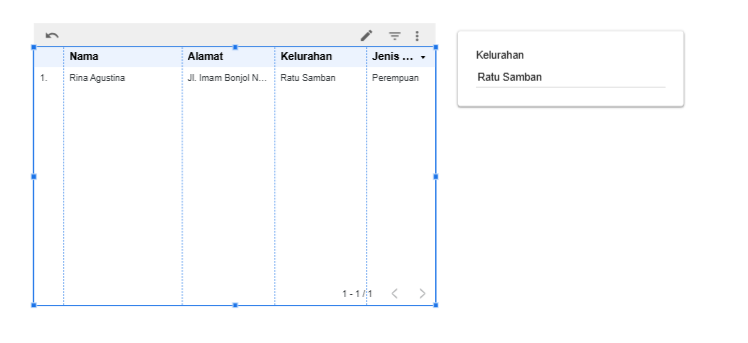 Nama Alamat Kelurahan Jenis ...
1. Rina Agustina Jl. Imam Bonjol N... Ratu Samban Perempuan
1 - 1 / 1
Kelurahan
Ratu Samban